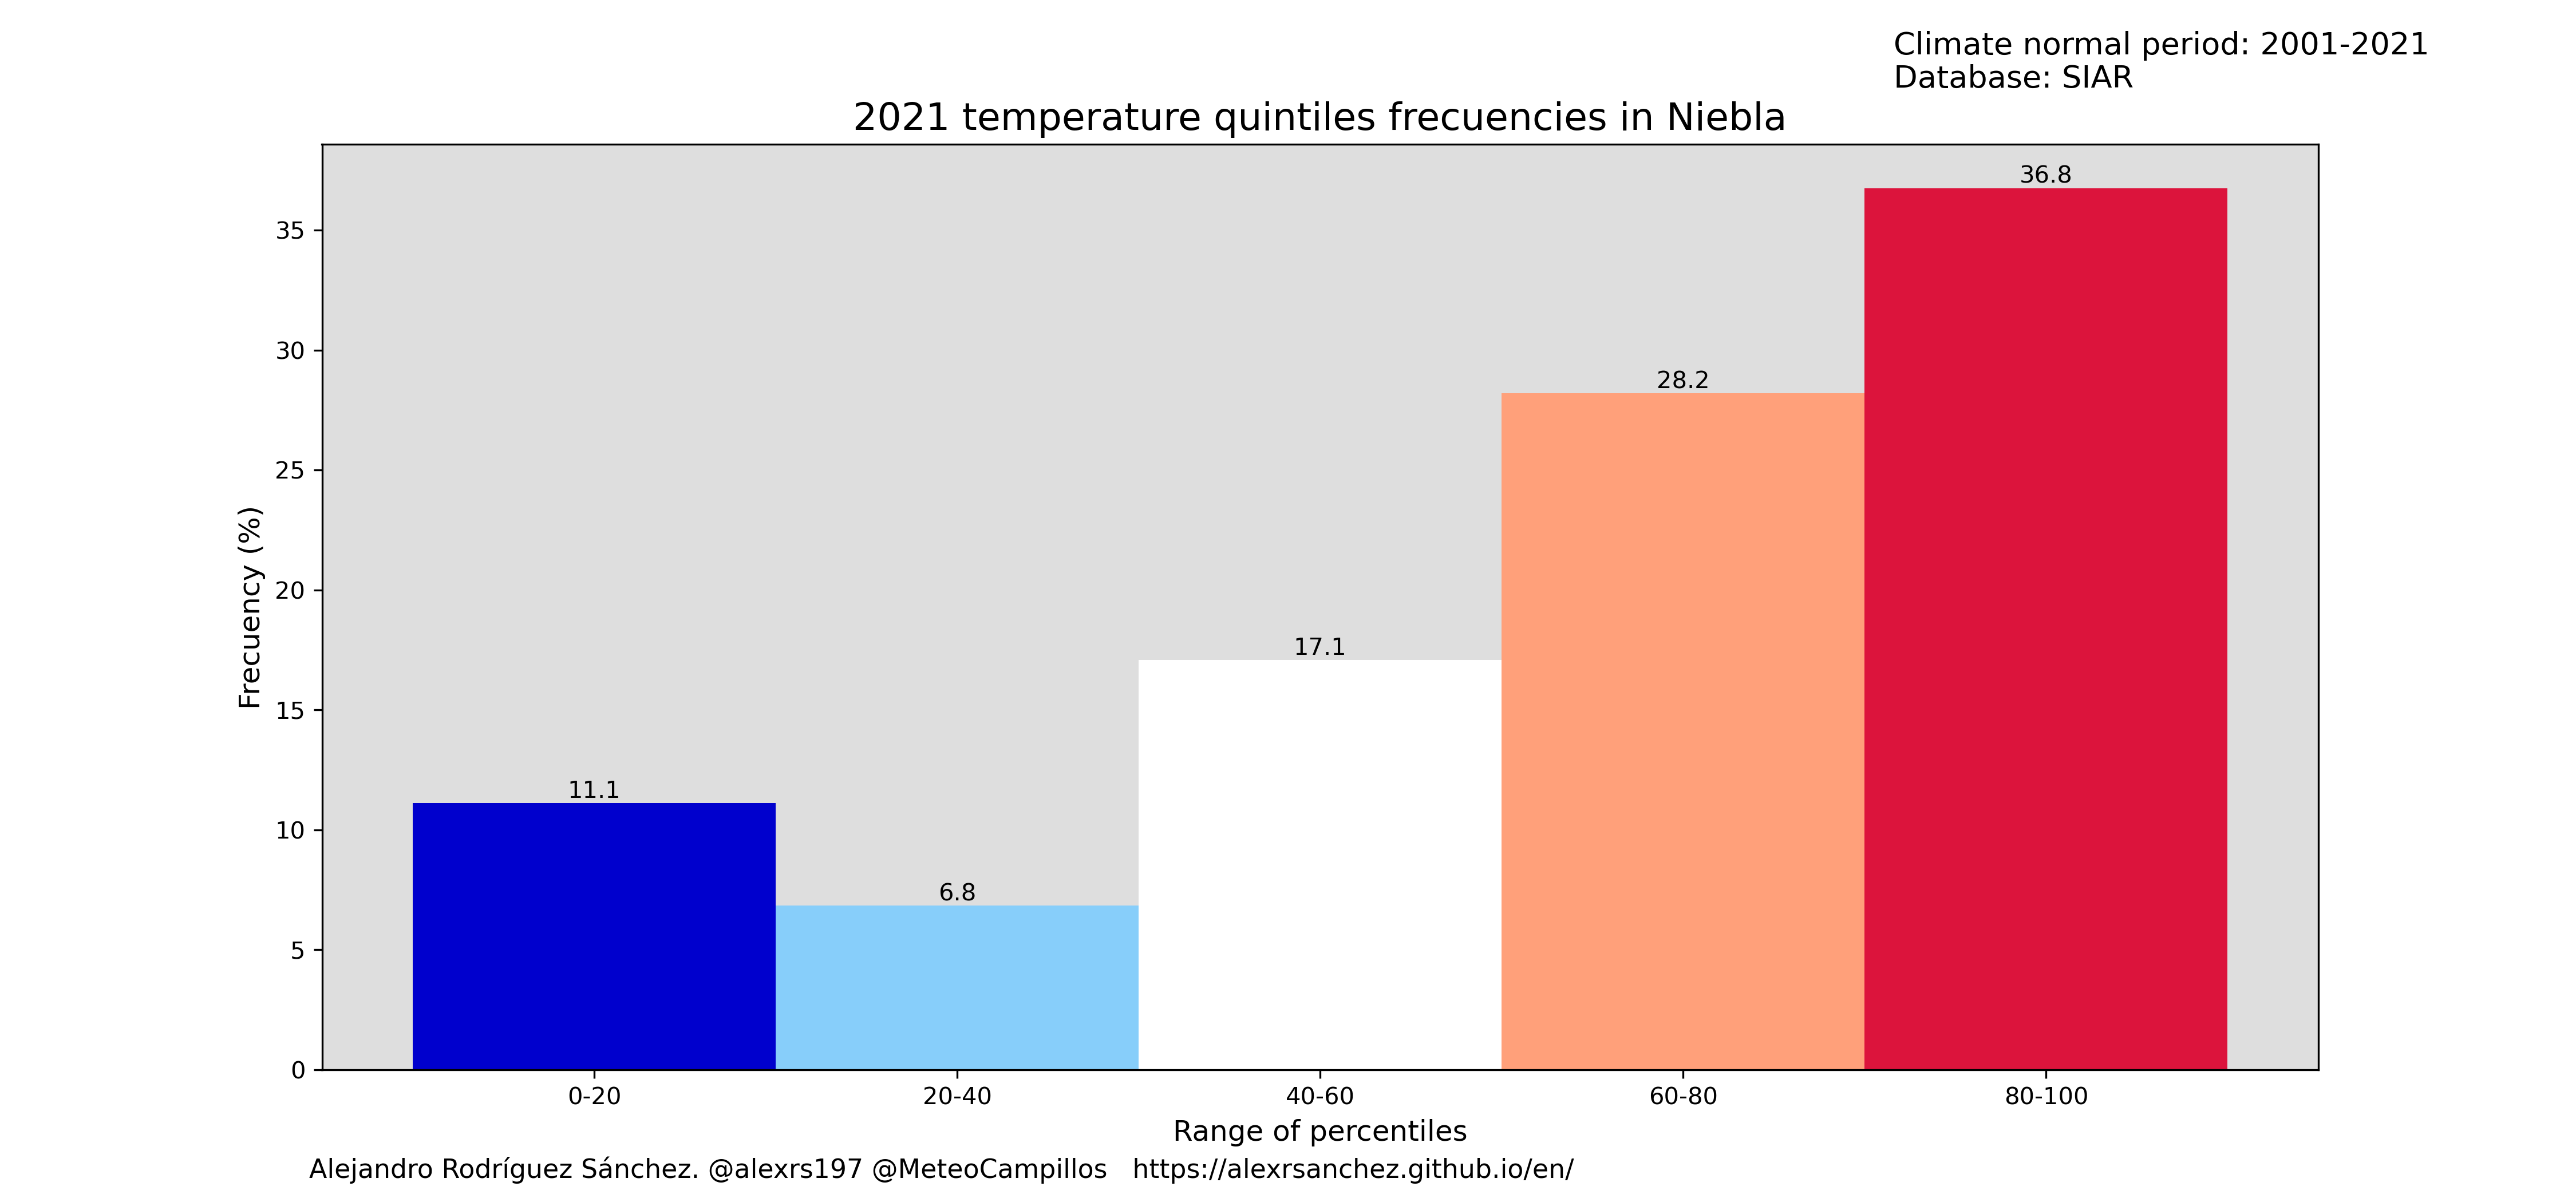 Climate normal period: 2001-2021
Database: SIAR
2021 temperature quintiles frecuencies in Niebla
36.8
35
30
28.2
25
Frecuency (%)
20
17.1
15
11.1
10
6.8
5
0
0-20 20-40 40-60 60-80 80-100
Range of percentiles
Alejandro Rodríguez Sánchez. @alexrs197 @MeteoCampillos https://alexrsanchez.github.io/en/